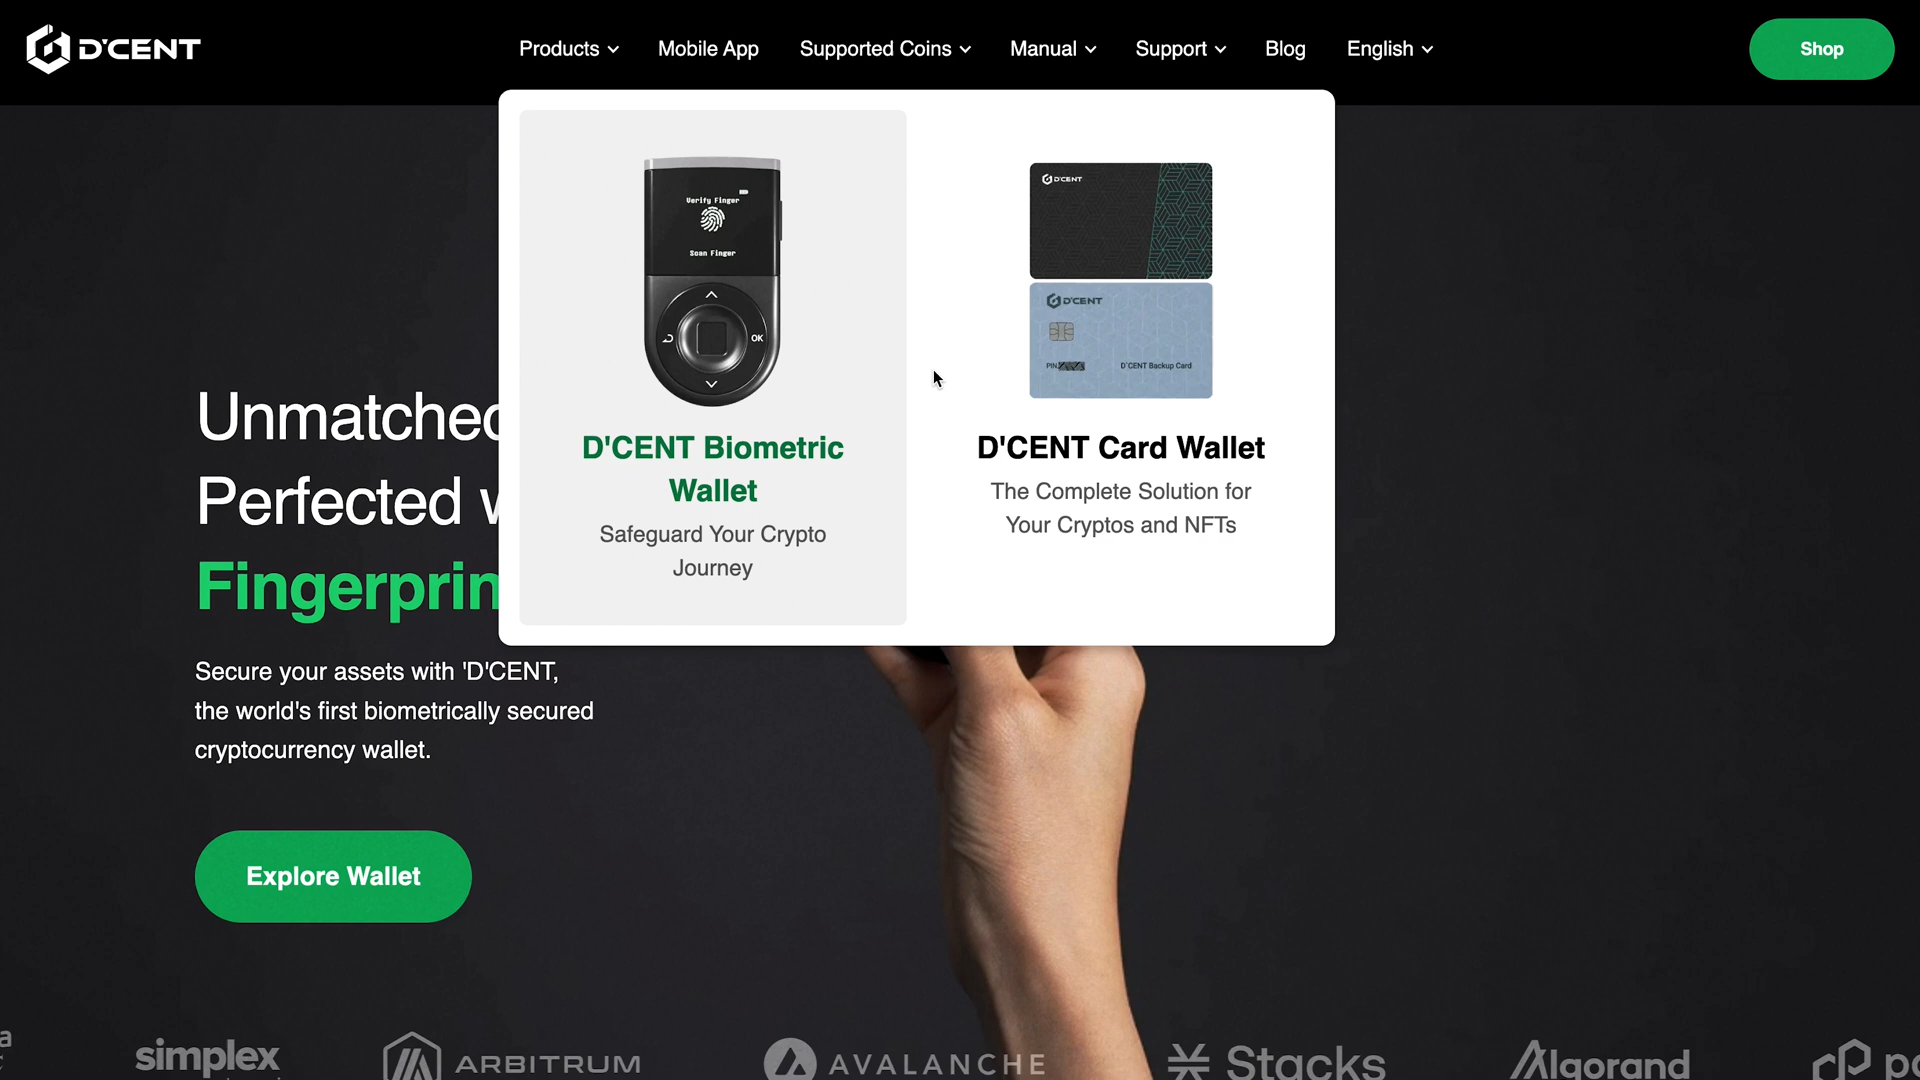 D'CENT
Products
Mobile App
Supported Coins
Manual
Support
Blog
English
Shop
Verify Finger
Scan Finger
OK
D'CENT Biometric
Wallet
Safeguard Your Crypto
Journey
D'CENT
D'CENT
PIN
D'CENT Backup Card
D'CENT Card Wallet
The Complete Solution for
Your Cryptos and NFTs
Unmatched
Perfected
Fingerprin
Secure your assets with 'D'CENT,
the world's first biometrically secured
cryptocurrency wallet.
Explore Wallet
simplex
ARBITRUM
AVALANCHE
Stacks
Algorand